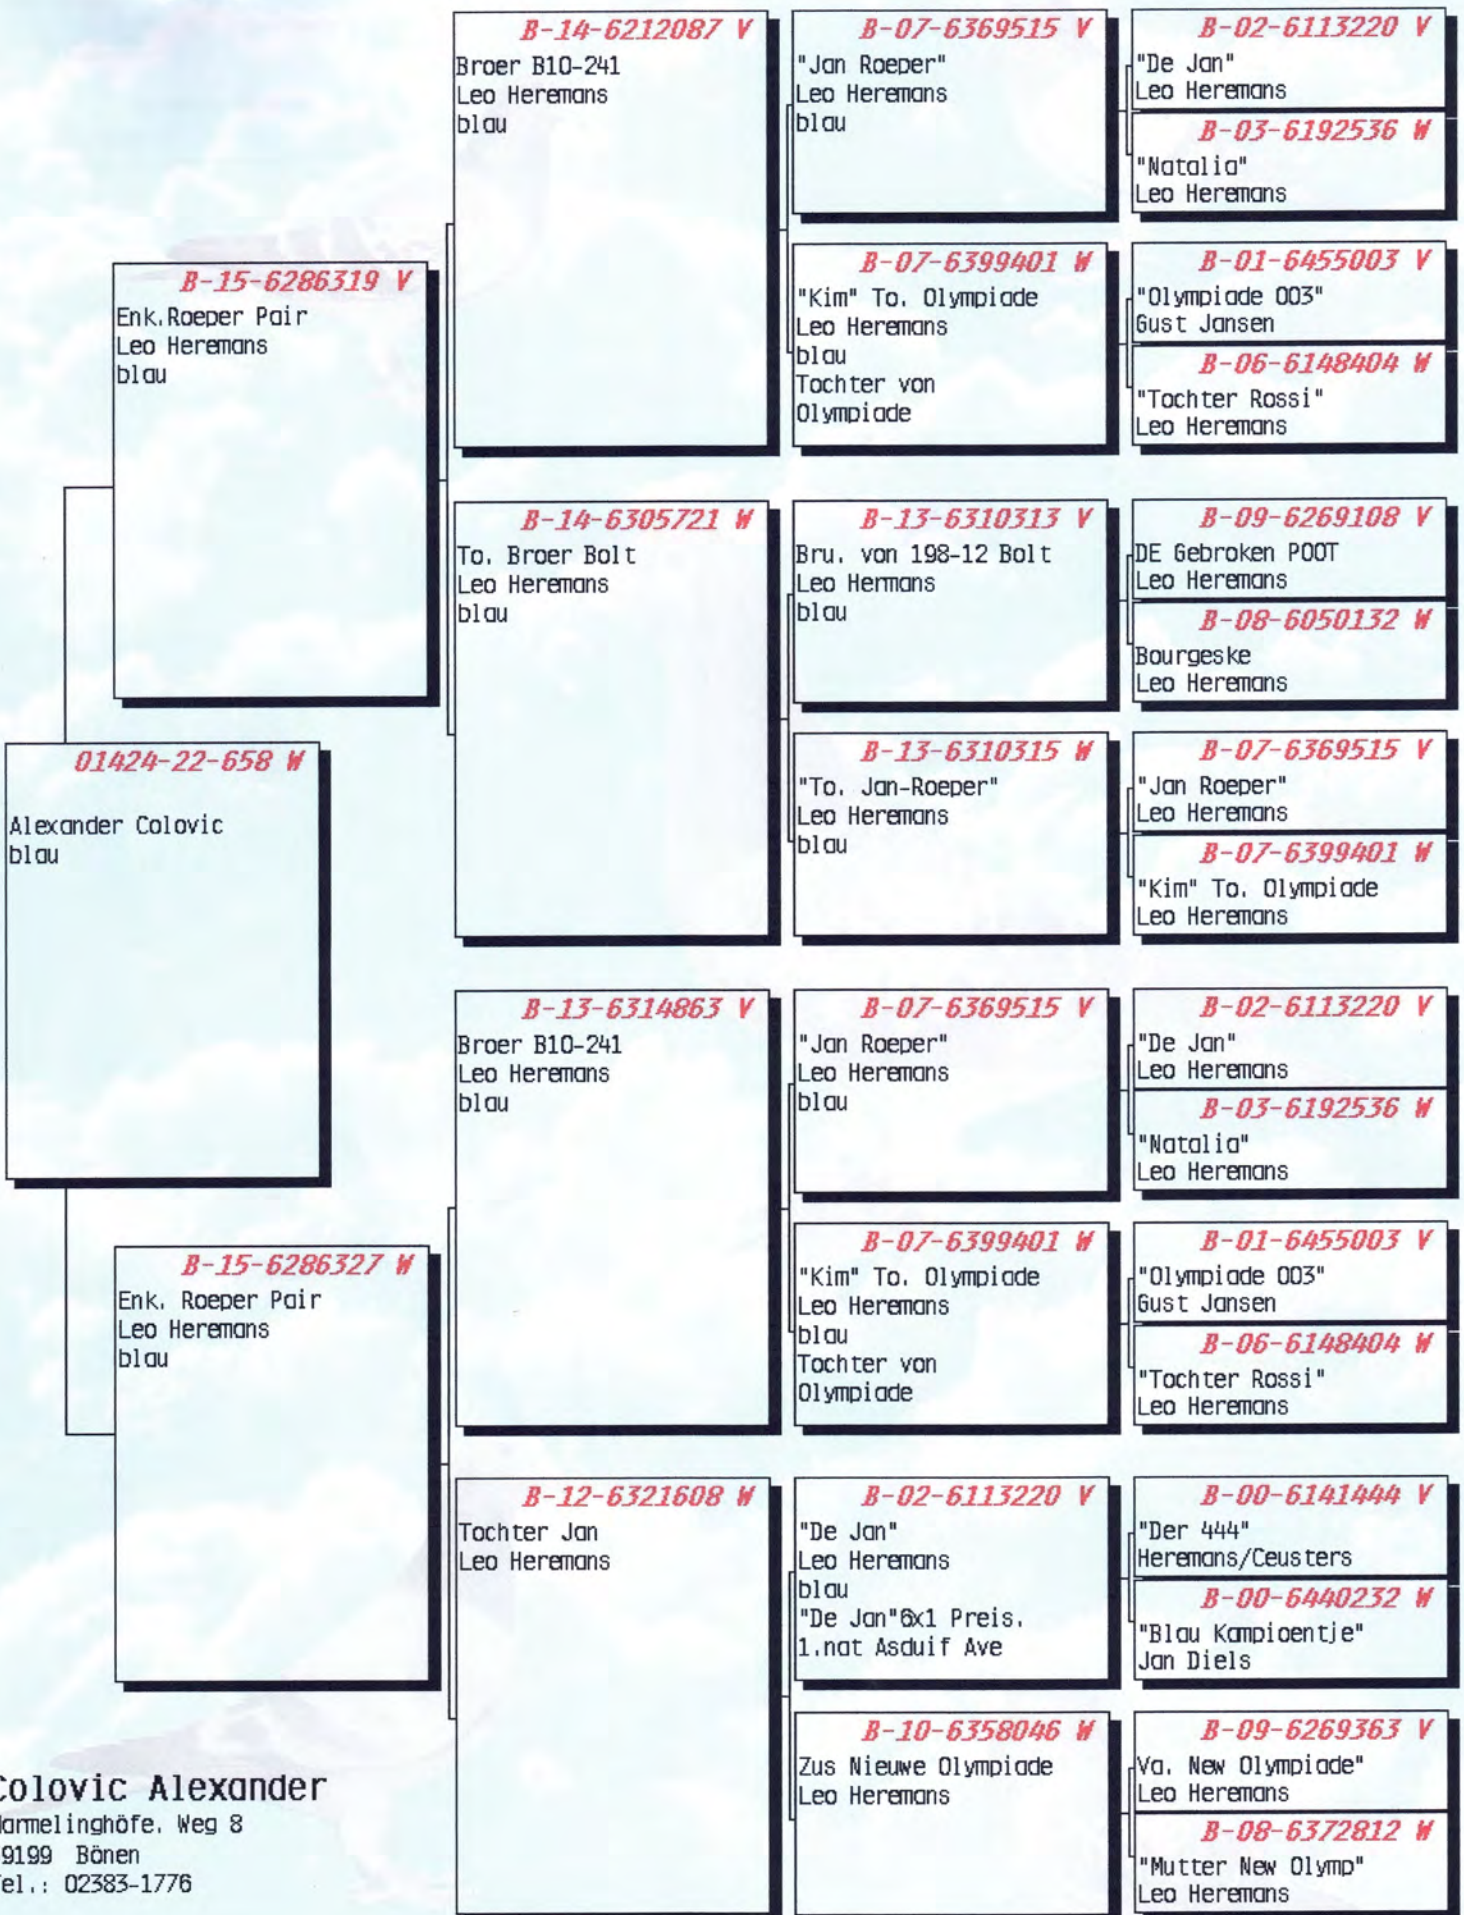 01424-22-658 W
Alexander Colovic
blau
B-15-6286319 V
Enk.Roeper Pair
Leo Heremans
blau
B-15-6286327 W
Enk. Roeper Pair
Leo Heremans
blau
B-14-6212087 V
Broer B10-241
Leo Heremans
blau
B-14-6305721 W
To. Broer Bolt
Leo Heremans
blau
B-13-6314863 V
Broer B10-241
Leo Heremans
blau
B-12-6321608 W
Tochter Jan
Leo Heremans
B-07-6369515 V
"Jan Roeper"
Leo Heremans
blau
B-07-6399401 W
"Kim" To. Olympiade
Leo Heremans
blau
Tochter von
Olympiade
B-13-6310313 V
Bru. von 198-12 Bolt
Leo Hermans
blau
B-13-6310315 W
"To. Jan-Roeper"
Leo Heremans
blau
B-07-6369515 V
"Jan Roeper"
Leo Heremans
blau
B-07-6399401 W
"Kim" To. Olympiade
Leo Heremans
blau
Tochter von
Olympiade
B-02-6113220 V
"De Jan"
Leo Heremans
blau
"De Jan"6x1 Preis.
1.nat Asduif Ave
B-10-6358046 W
Zus Nieuwe Olympiade
Leo Heremans
B-02-6113220 V
"De Jan"
Leo Heremans
B-03-6192536 W
"Natalia"
Leo Heremans
B-01-6455003 V
"Olympiade 003"
Gust Jansen
B-06-6148404 W
"Tochter Rossi"
Leo Heremans
B-09-6269108 V
DE Gebroken POOT
Leo Heremans
B-08-6050132 W
Bourgeske
Leo Heremans
B-07-6369515 V
"Jan Roeper"
Leo Heremans
B-07-6399401 W
"Kim" To. Olympiade
Leo Heremans
B-02-6113220 V
"De Jan"
Leo Heremans
B-03-6192536 W
"Natalia"
Leo Heremans
B-01-6455003 V
"Olympiade 003"
Gust Jansen
B-06-6148404 W
"Tochter Rossi"
Leo Heremans
B-00-6141444 V
"Der 444"
Heremans/Ceusters
B-00-6440232 W
"Blau Kampioentje"
Jan Diels
B-09-6269363 V
Va. New Olympiade"
Leo Heremans
B-08-6372812 W
"Mutter New Olymp"
Leo Heremans
Colovic Alexander
armelinghöfe. Weg 8
9199 Bönen
el.: 02383-1776